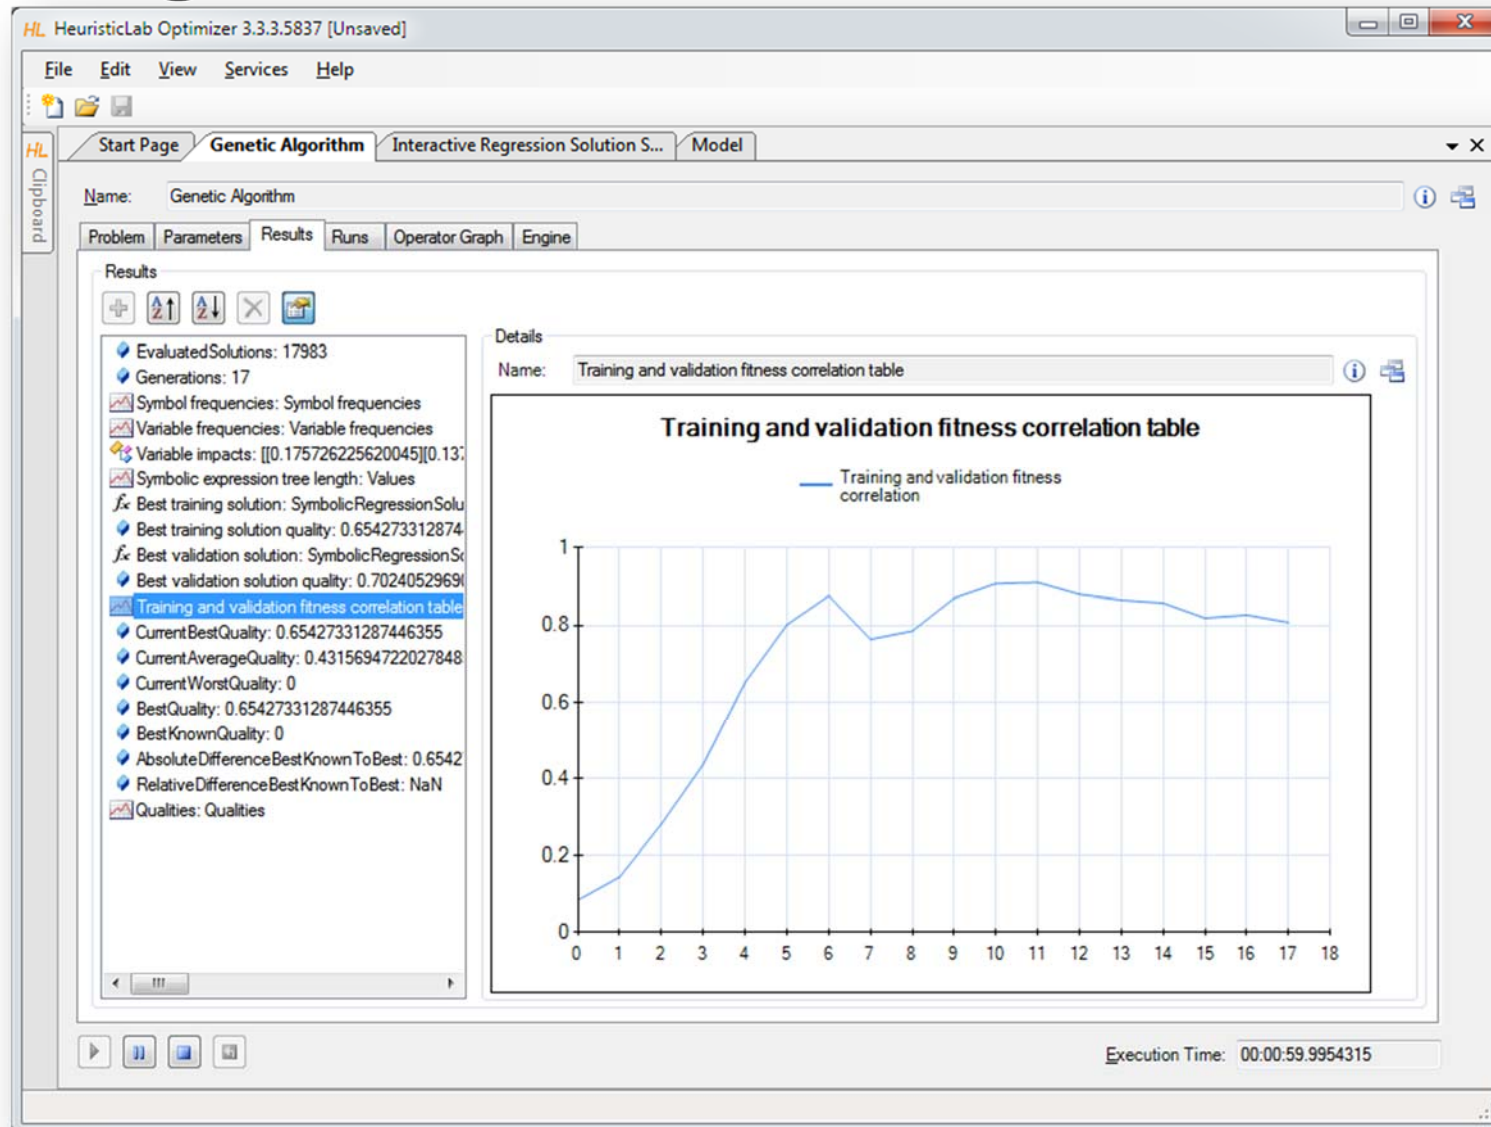 HL HeuristicLab Optimizer 3.3.3.5837 [Unsaved]
File Edit View Services Help
HL Clipboard
Start Page Genetic Algorithm Interactive Regression Solution S... Model
Name: Genetic Algorithm
Problem Parameters Results Runs Operator Graph Engine
Results
EvaluatedSolutions: 17983
Generations: 17
Symbol frequencies: Symbol frequencies
Variable frequencies: Variable frequencies
Variable impacts: [[0.175726225620045][0.137
Symbolic expression tree length: Values
Best training solution: SymbolicRegressionSolu
Best training solution quality: 0.654273312874
Best validation solution: SymbolicRegressionSo
Best validation solution quality: 0.7024052969
Training and validation fitness correlation table
CurrentBestQuality: 0.65427331287446355
CurrentAverageQuality: 0.4315694722027848
CurrentWorstQuality: 0
BestQuality: 0.65427331287446355
BestKnownQuality: 0
AbsoluteDifferenceBestKnownToBest: 0.6542
RelativeDifferenceBestKnownToBest: NaN
Qualities: Qualities
Details
Name: Training and validation fitness correlation table
Training and validation fitness correlation table
Training and validation fitness
correlation
1
0.8
0.6
0.4
0.2
0
0 1 2 3 4 5 6 7 8 9 10 11 12 13 14 15 16 17 18
Execution Time: 00:00:59.9954315